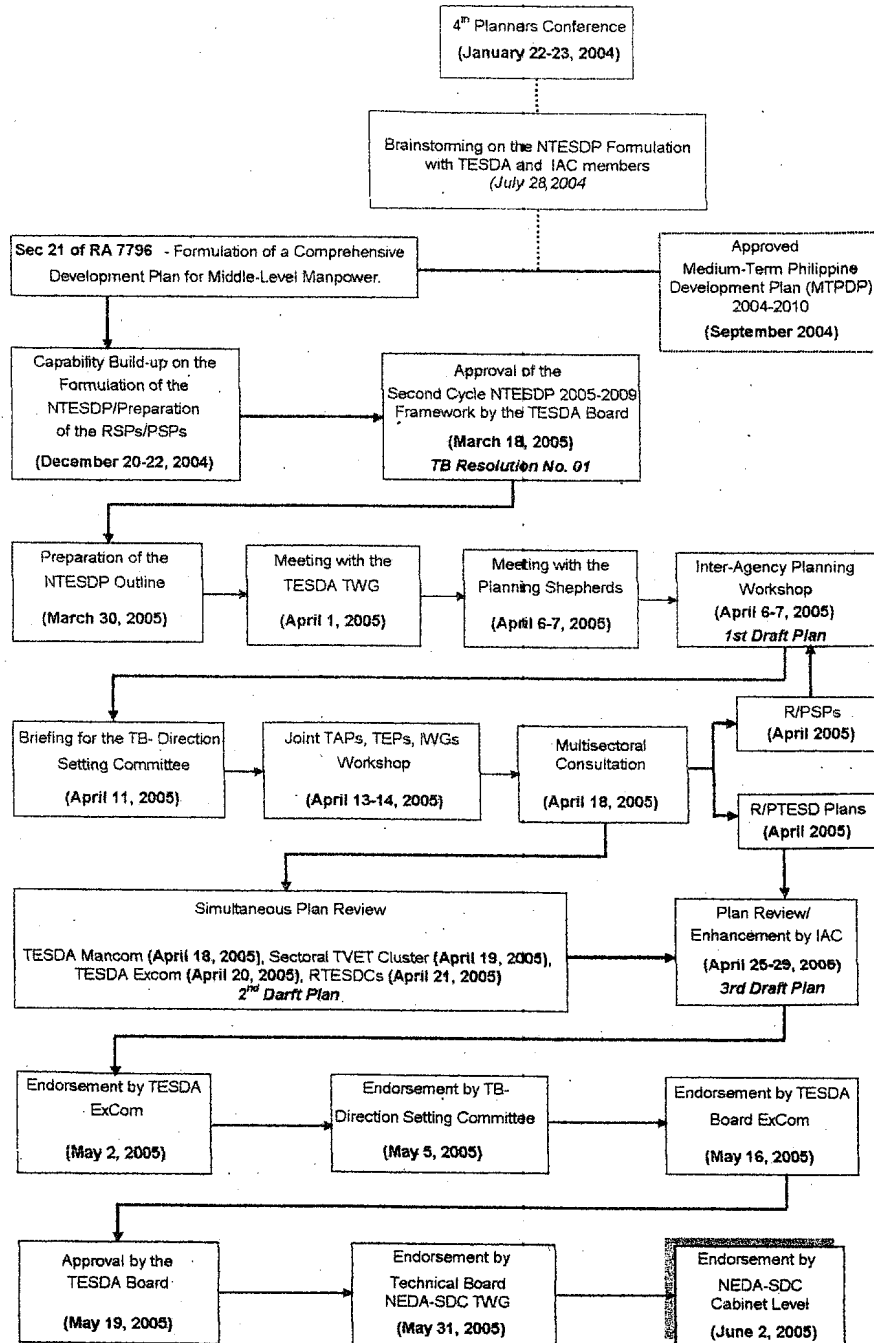 4th Planners Conference
(January 22-23, 2004)
Brainstorming on the NTESDP Formulation
with TESDA and IAC members
(July 28, 2004
Sec 21 of RA 7796 - Formulation of a Comprehensive
Development Plan for Middle-Level Manpower.
Approved
Medium-Term Philippine
Development Plan (MTPDP)
2004-2010
(September 2004)
Capability Build-up on the
Formulation of the
NTESDP/Preparation
of the RSPs/PSPs
(December 20-22, 2004)
Approval of the
Second Cycle NTESDP 2005-2009
Framework by the TESDA Board
(March 18, 2005)
TB Resolution No. 01
Preparation of the
NTESDP Outline
(March 30, 2005)
Meeting with the
TESDA TWG
(April 1, 2005)
Meeting with the
Planning Shepherds
(April 6-7, 2005)
Inter-Agency Planning
Workshop
(April 6-7, 2005)
1st Draft Plan
Briefing for the TB- Direction
Setting Committee
(April 11, 2005)
Joint TAPs, TEPs, IWGs
Workshop
(April 13-14, 2005)
Multisectoral
Consultation
(April 18, 2005)
R/PSPs
(April 2005)
R/PTESD Plans
(April 2005)
Simultaneous Plan Review
TESDA Mancom (April 18, 2005), Sectoral TVET Cluster (April 19, 2005),
TESDA Excom (April 20, 2005), RTESDCs (April 21, 2005)
2nd Darft Plan
Plan Review/
Enhancement by IAC
(April 25-29, 2005)
3rd Draft Plan
Endorsement by TESDA
ExCom
(May 2, 2005)
Endorsement by TB-
Direction Setting Committee
(May 5, 2005)
Endorsement by TESDA
Board ExCom
(May 16, 2005)
Approval by the
TESDA Board
(May 19, 2005)
Endorsement by
Technical Board
NEDA-SDC TWG
(May 31, 2005)
Endorsement by
NEDA-SDC
Cabinet Level
(June 2, 2005)